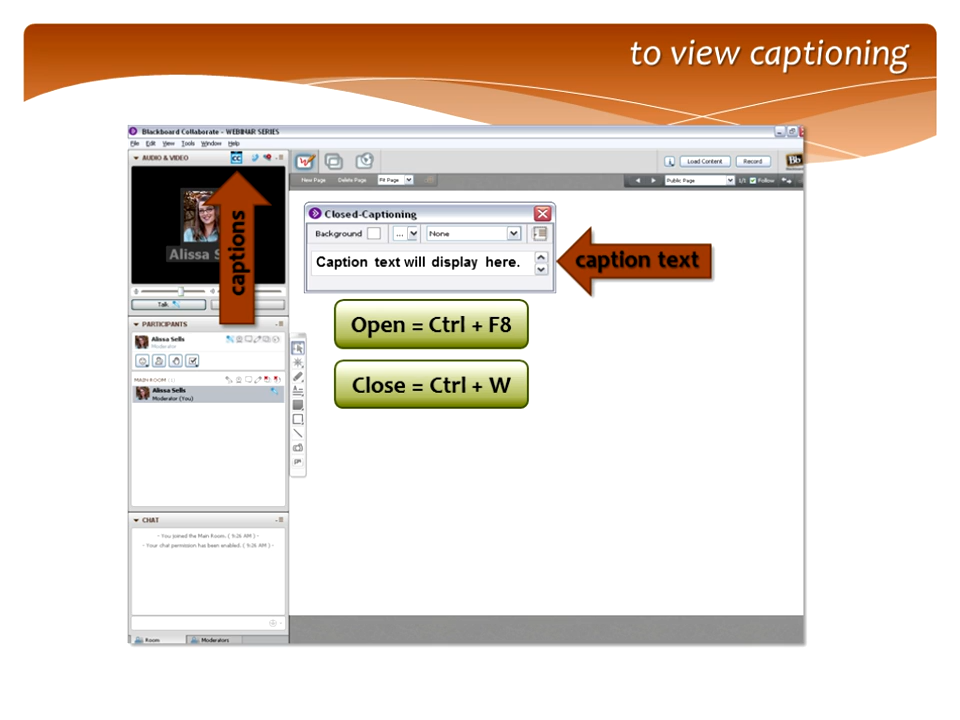 to view captioning
Blackboard Collaborate - WEBINAR SERIES
File Edit View Tools Window Help
AUDIO & VIDEO
CC
Load Content
Record
Bb
New Page
Delete Page
Fit Page
Public Page
1/1
Follow
Alissa S
captions
Talk
Closed-Captioning
Background
...
None
Caption text will display here.
caption text
Open = Ctrl + F8
Close = Ctrl + W
PARTICIPANTS
Alissa Sells
Moderator
MAIN ROOM (1)
Alissa Sells
Moderator (You)
CHAT
- You joined the Main Room. ( 9:26 AM ) -
- Your chat permission has been enabled. ( 9:26 AM ) -
Room
Moderators